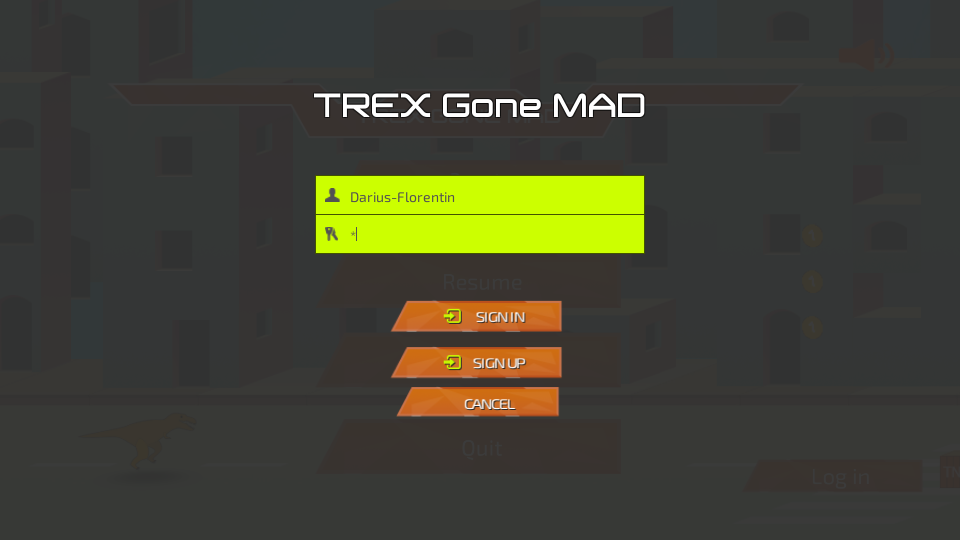 TREX Gone MAD
Darius-Florentin
*
Resume
SIGN IN
SIGN UP
CANCEL
Quit
Log in